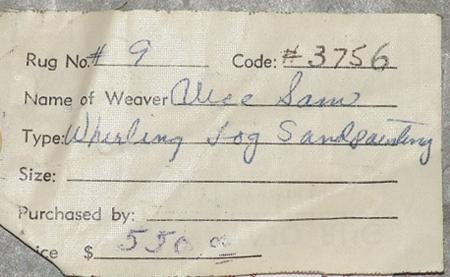 Rug No. # 9 Code: # 3756
Name of Weaver Alice Sam
Type: Whirling Log Sandpainting
Size:
Purchased by:
ice $ 550.00